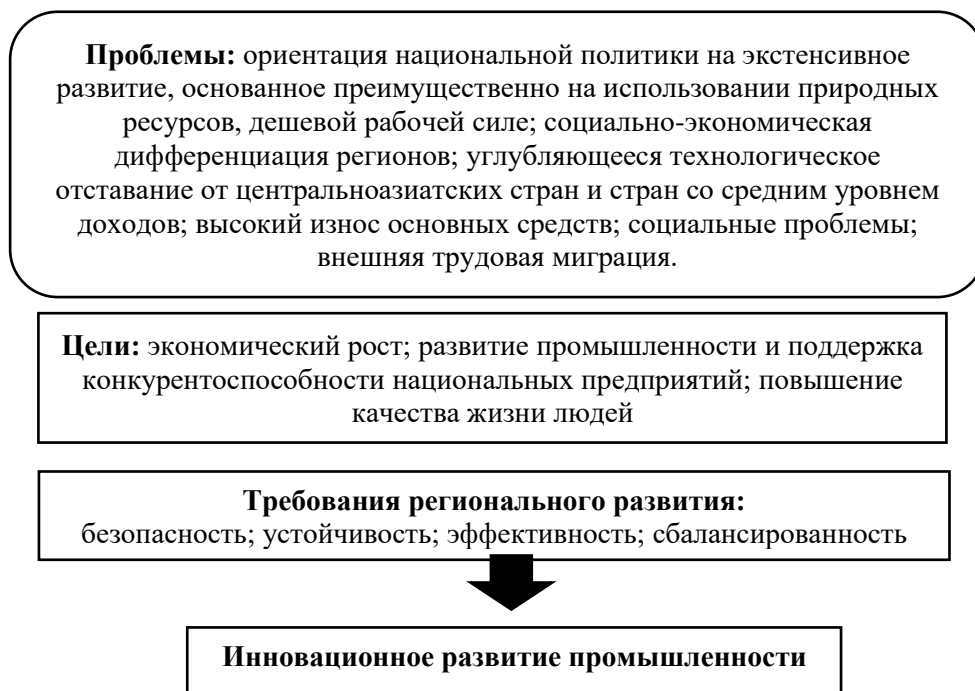 Проблемы: ориентация национальной политики на экстенсивное
развитие, основанное преимущественно на использовании природных
ресурсов, дешевой рабочей силе; социально-экономическая
дифференциация регионов; углубляющееся технологическое
отставание от центральноазиатских стран и стран со средним уровнем
доходов; высокий износ основных средств; социальные проблемы;
внешняя трудовая миграция.
Цели: экономический рост; развитие промышленности и поддержка
конкурентоспособности национальных предприятий; повышение
качества жизни людей
Требования регионального развития:
безопасность; устойчивость; эффективность; сбалансированность
Инновационное развитие промышленности